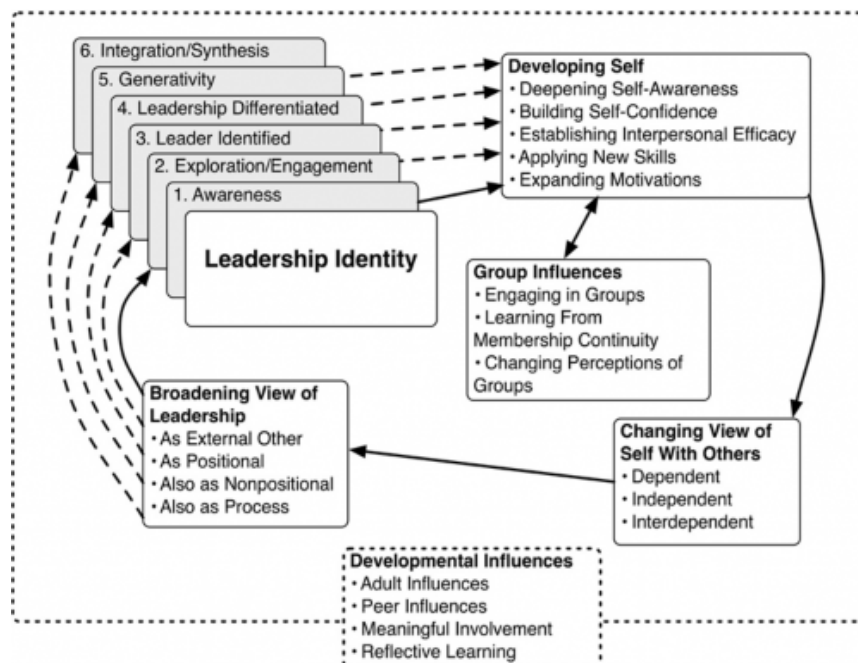 6. Integration/Synthesis
5. Generativity
4. Leadership Differentiated
3. Leader Identified
2. Exploration/Engagement
1. Awareness
Leadership Identity
Developing Self
• Deepening Self-Awareness
• Building Self-Confidence
• Establishing Interpersonal Efficacy
• Applying New Skills
• Expanding Motivations
Group Influences
• Engaging in Groups
• Learning From
Membership Continuity
• Changing Perceptions of
Groups
Broadening View of
Leadership
• As External Other
• As Positional
• Also as Nonpositional
• Also as Process
Changing View of
Self With Others
• Dependent
• Independent
• Interdependent
Developmental Influences
• Adult Influences
• Peer Influences
• Meaningful Involvement
• Reflective Learning